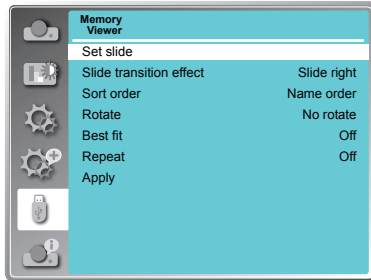 Memory
Viewer
Set slide
Slide transition effect Slide right
Sort order Name order
Rotate No rotate
Best fit Off
Repeat Off
Apply